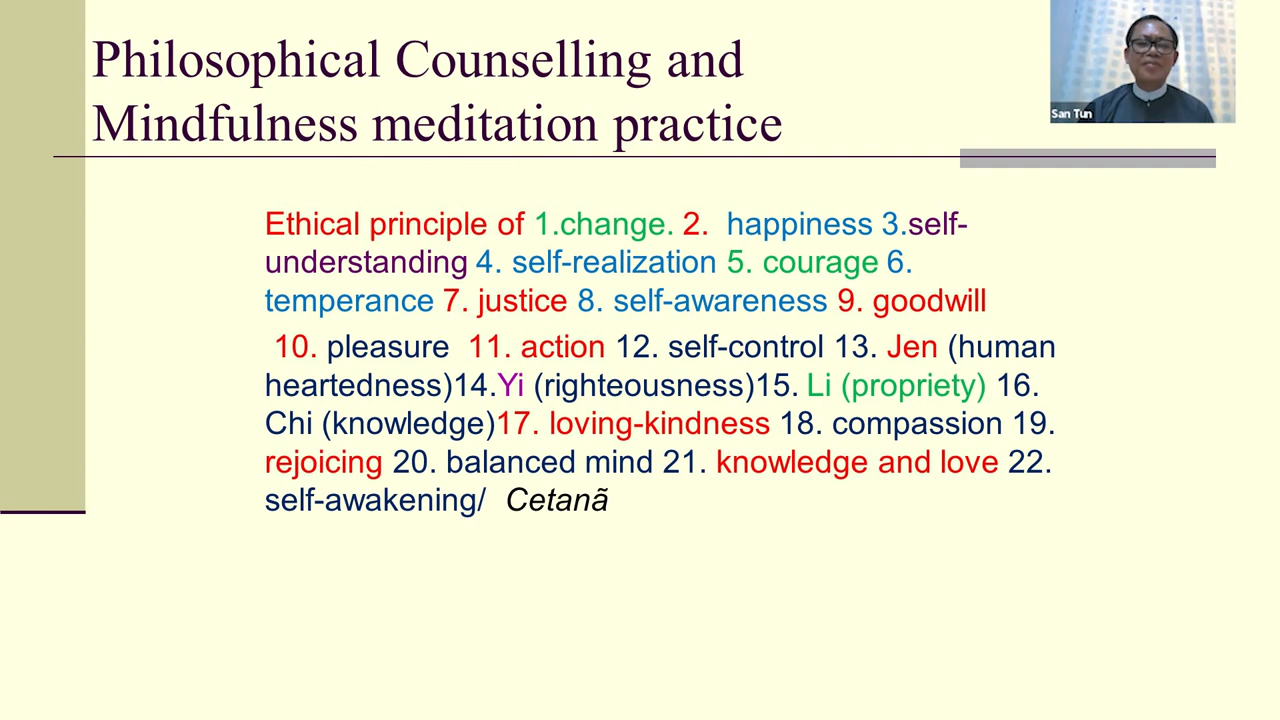 Philosophical Counselling and
Mindfulness meditation practice
San Tun
Ethical principle of 1.change. 2.  happiness 3.self-
understanding 4. self-realization 5. courage 6.
temperance 7. justice 8. self-awareness 9. goodwill
10. pleasure  11. action 12. self-control 13. Jen (human
heartedness)14.Yi (righteousness)15. Li (propriety) 16.
Chi (knowledge)17. loving-kindness 18. compassion 19.
rejoicing 20. balanced mind 21. knowledge and love 22.
self-awakening/  Cetanã